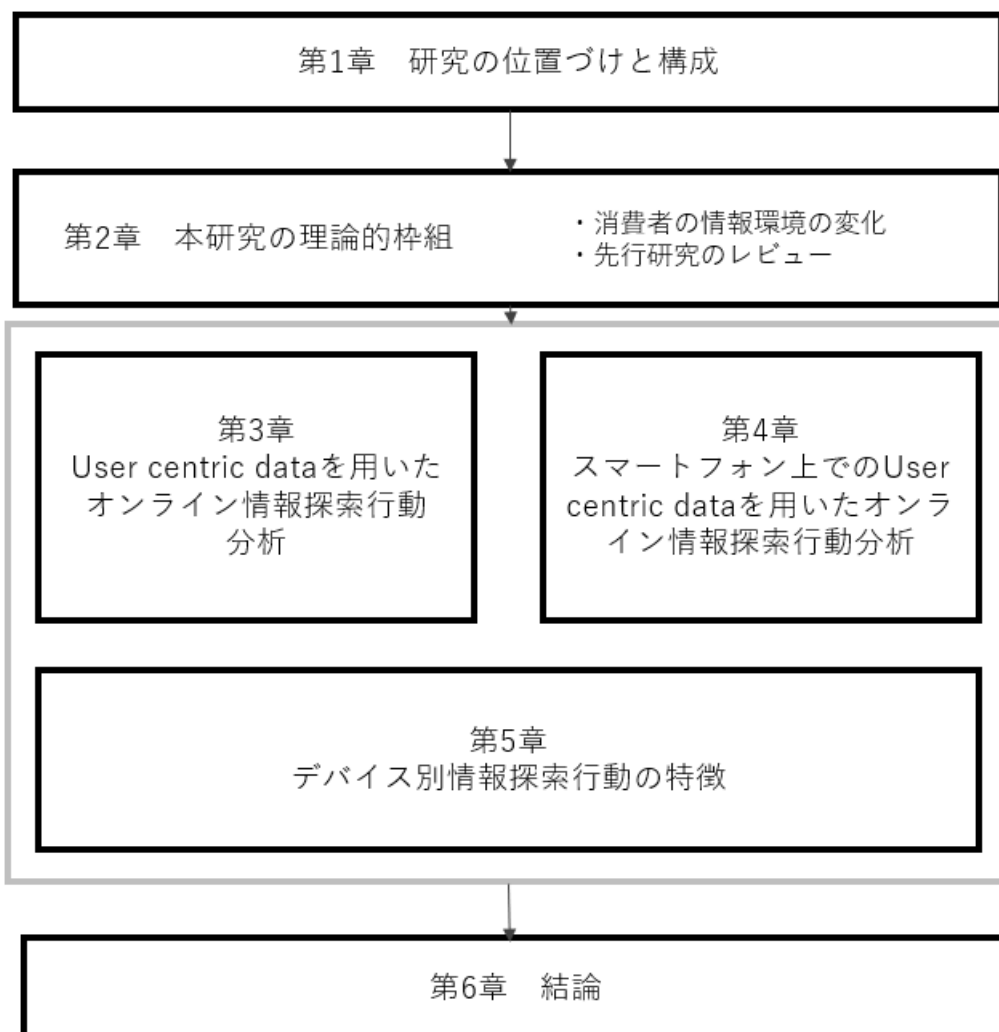 第1章　研究の位置づけと構成
第2章　本研究の理論的枠組
・消費者の情報環境の変化
・先行研究のレビュー
第3章
User centric dataを用いた
オンライン情報探索行動
分析
第4章
スマートフォン上でのUser
centric dataを用いたオンラ
イン情報探索行動分析
第5章
デバイス別情報探索行動の特徴
第6章　結論